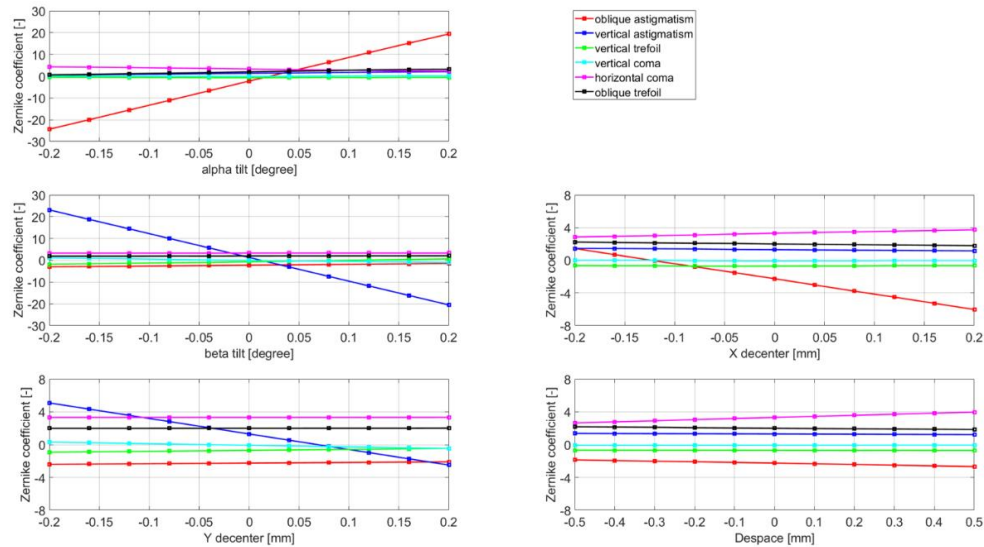 oblique astigmatism
vertical astigmatism
vertical trefoil
vertical coma
horizontal coma
oblique trefoil
Zernike coefficient [-]
30
20
10
0
-10
-20
-30
-0.2 -0.15 -0.1 -0.05 0 0.05 0.1 0.15 0.2
alpha tilt [degree]
Zernike coefficient [-]
30
20
10
0
-10
-20
-30
-0.2 -0.15 -0.1 -0.05 0 0.05 0.1 0.15 0.2
beta tilt [degree]
Zernike coefficient [-]
8
4
0
-4
-8
-0.2 -0.15 -0.1 -0.05 0 0.05 0.1 0.15 0.2
X decenter [mm]
Zernike coefficient [-]
8
4
0
-4
-8
-0.2 -0.15 -0.1 -0.05 0 0.05 0.1 0.15 0.2
Y decenter [mm]
Zernike coefficient [-]
8
4
0
-4
-8
-0.5 -0.4 -0.3 -0.2 -0.1 0 0.1 0.2 0.3 0.4 0.5
Despace [mm]